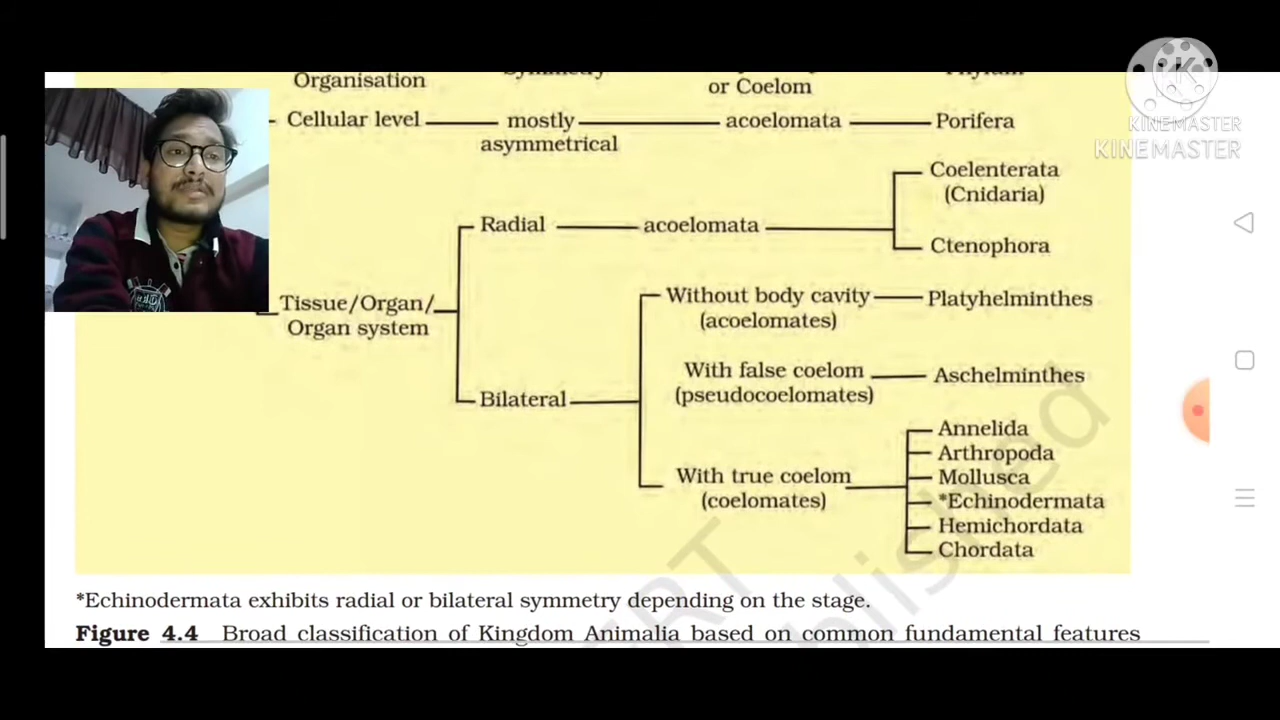 Organisation
Symmetry
or Coelom
Phylum
Cellular level
mostly
asymmetrical
acoelomata
Porifera
Radial
acoelomata
Coelenterata
(Cnidaria)
Ctenophora
Tissue/Organ/
Organ system
Bilateral
Without body cavity
(acoelomates)
Platyhelminthes
With false coelom
(pseudocoelomates)
Aschelminthes
With true coelom
(coelomates)
Annelida
Arthropoda
Mollusca
*Echinodermata
Hemichordata
Chordata
*Echinodermata exhibits radial or bilateral symmetry depending on the stage.
Figure 4.4 Broad classification of Kingdom Animalia based on common fundamental features
KINEMASTER
KINEMASTER